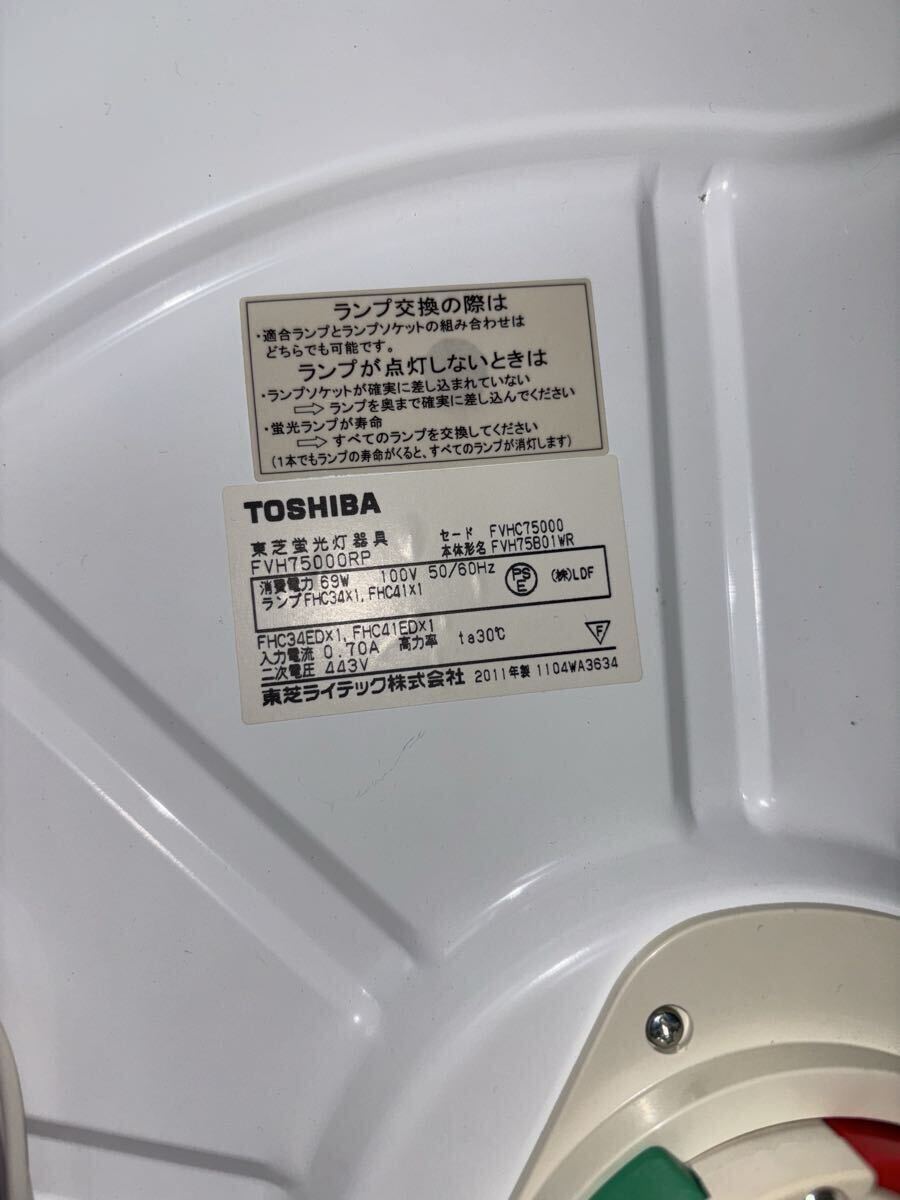 ランプ交換の際は
・適合ランプとランプソケットの組み合わせは
どちらでも可能です。
ランプが点灯しないときは
・ランプソケットが確実に差し込まれていない
⇨ ランプを奥まで確実に差し込んでください
・蛍光ランプが寿命
⇨ すべてのランプを交換してください
(1本でもランプの寿命がくると、すべてのランプが消灯します)
TOSHIBA
東芝蛍光灯器具 セード FVHC75000
FVH75000RP 本体形名 FVH75B01WR
消費電力 69W 100V 50/60Hz PSE (株)LDF
ランプ FHC34X1, FHC41X1
FHC34EDX1, FHC41EDX1
入力電流 0.70A 高力率 ta30℃ F
二次電圧 443V
東芝ライテック株式会社 2011年製 1104WA3634